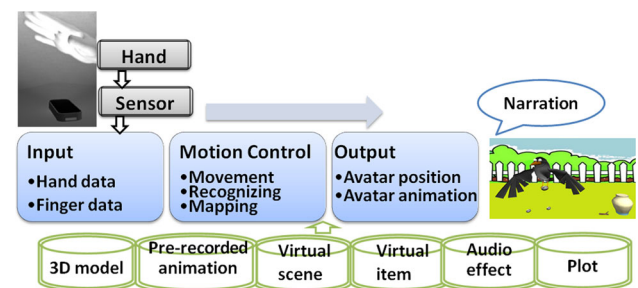 Hand
Sensor
Narration
Input
•Hand data
•Finger data
Motion Control
•Movement
•Recognizing
•Mapping
Output
•Avatar position
•Avatar animation
3D model
Pre-recorded
animation
Virtual
scene
Virtual
item
Audio
effect
Plot